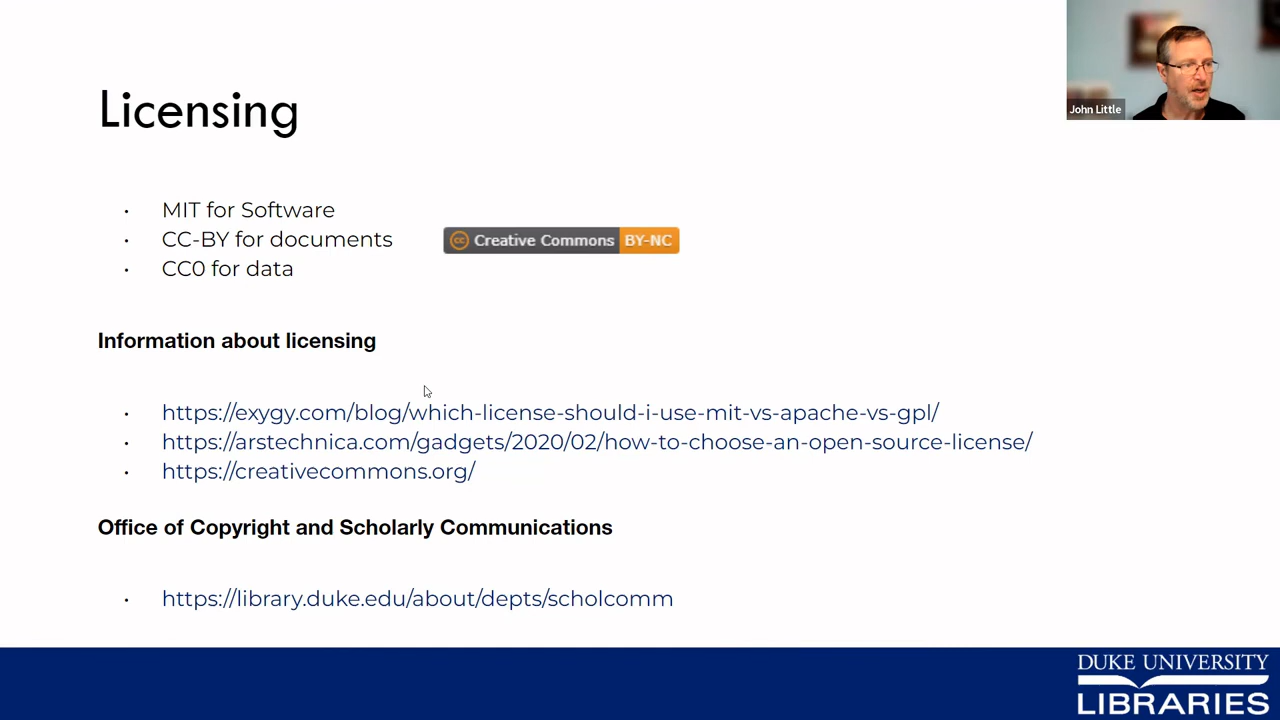 Licensing
John Little
• MIT for Software
• CC-BY for documents
cc Creative Commons BY-NC
• CC0 for data
Information about licensing
• https://exygy.com/blog/which-license-should-i-use-mit-vs-apache-vs-gpl/
• https://arstechnica.com/gadgets/2020/02/how-to-choose-an-open-source-license/
• https://creativecommons.org/
Office of Copyright and Scholarly Communications
• https://library.duke.edu/about/depts/scholcomm
DUKE UNIVERSITY
LIBRARIES